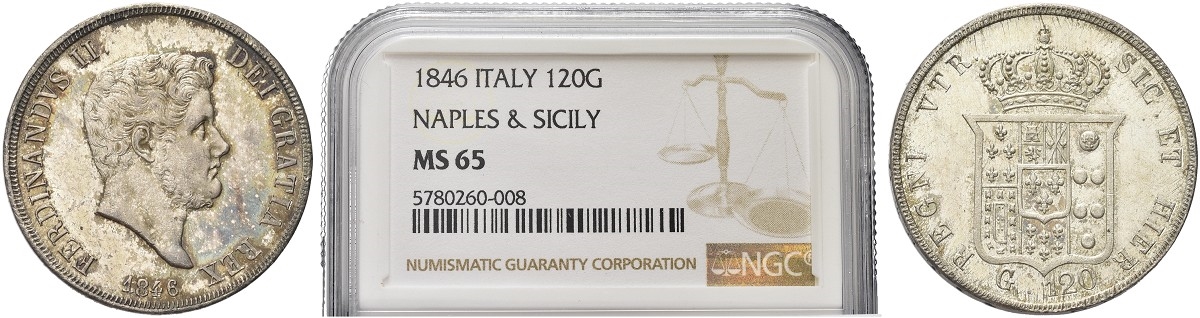 FERDINANDVS II. DEI GRATIA REX
1846
1846 ITALY 120G
NAPLES & SICILY
MS 65
5780260-008
NUMISMATIC GUARANTY CORPORATION
NGC
REGNI VTR. SIC. ET HIER.
G. 120